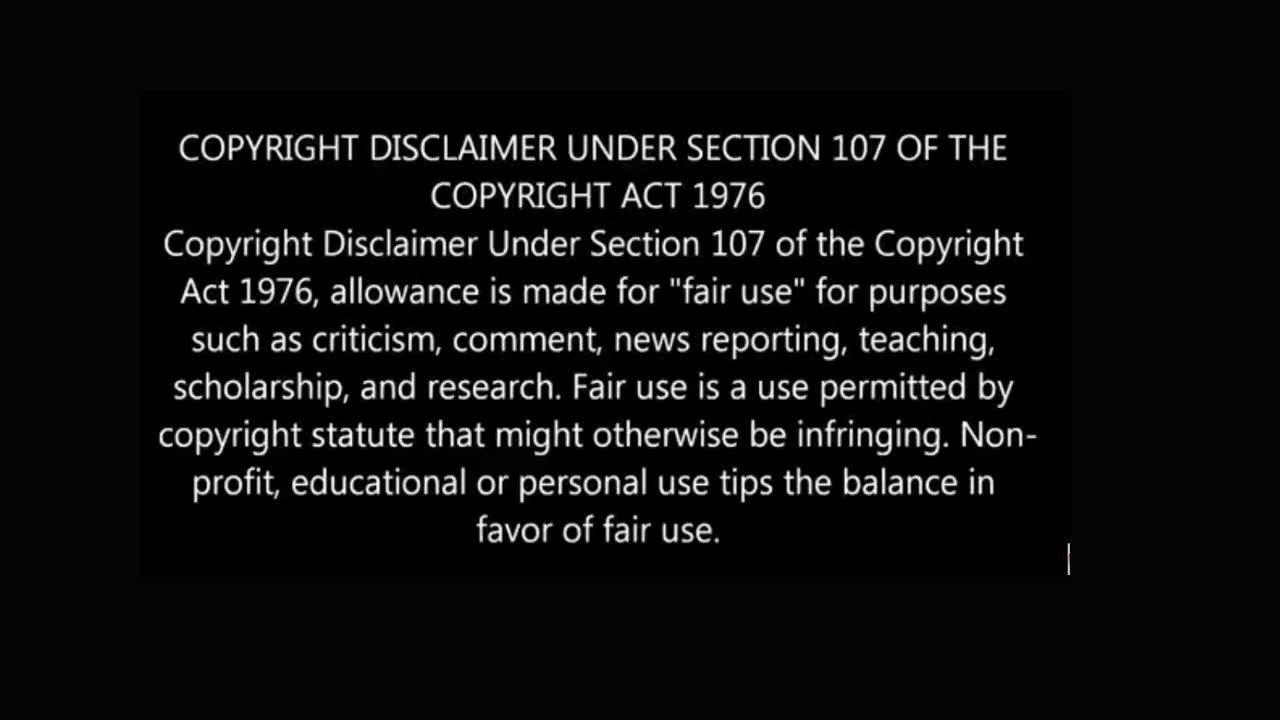 COPYRIGHT DISCLAIMER UNDER SECTION 107 OF THE
COPYRIGHT ACT 1976
Copyright Disclaimer Under Section 107 of the Copyright
Act 1976, allowance is made for "fair use" for purposes
such as criticism, comment, news reporting, teaching,
scholarship, and research. Fair use is a use permitted by
copyright statute that might otherwise be infringing. Non-
profit, educational or personal use tips the balance in
favor of fair use.